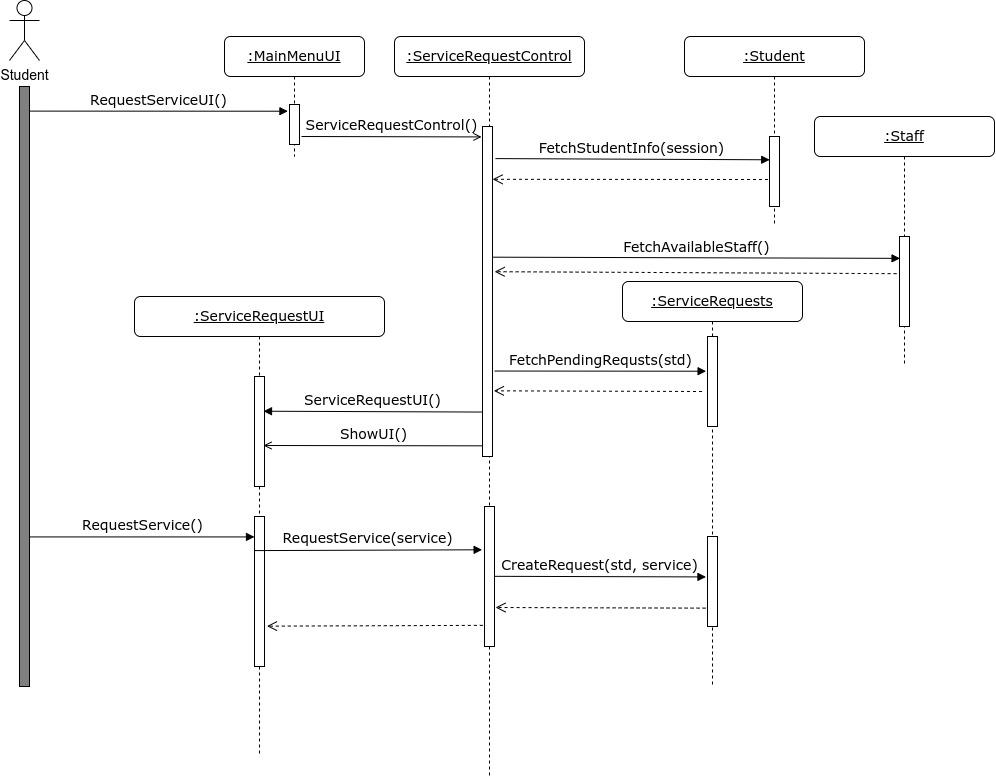 Student
:MainMenuUI
:ServiceRequestControl
:Student
RequestServiceUI()
ServiceRequestControl()
:Staff
FetchStudentInfo(session)
FetchAvailableStaff()
:ServiceRequestUI
:ServiceRequests
FetchPendingRequsts(std)
ServiceRequestUI()
ShowUI()
RequestService()
RequestService(service)
CreateRequest(std, service)